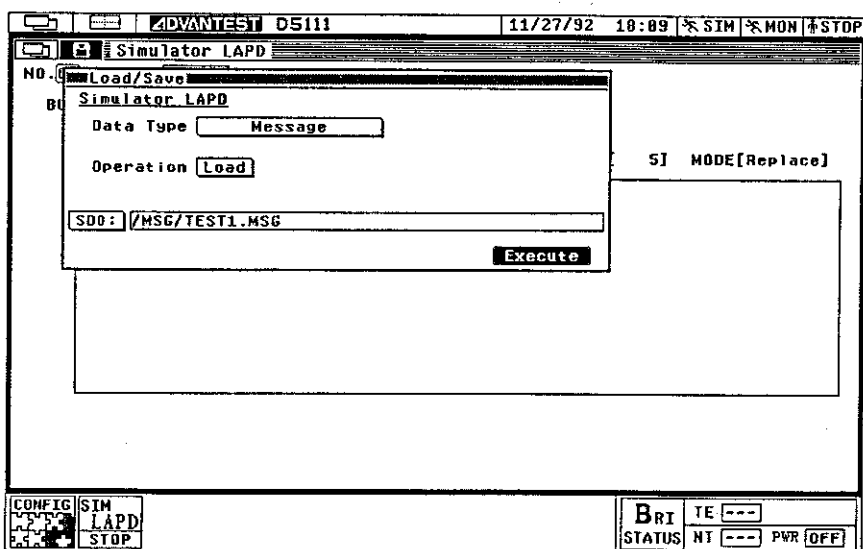 ADVANTEST D5111 11/27/92 18:09 SIM MON STOP
Simulator LAPD
NO.
Load/Save
Simulator LAPD
Data Type Message
Operation Load
5] MODE[Replace]
SD0: /MSG/TEST1.MSG
Execute
CONFIG
SIM
LAPD
STOP
BRI
STATUS
TE ---
NT --- PWR OFF